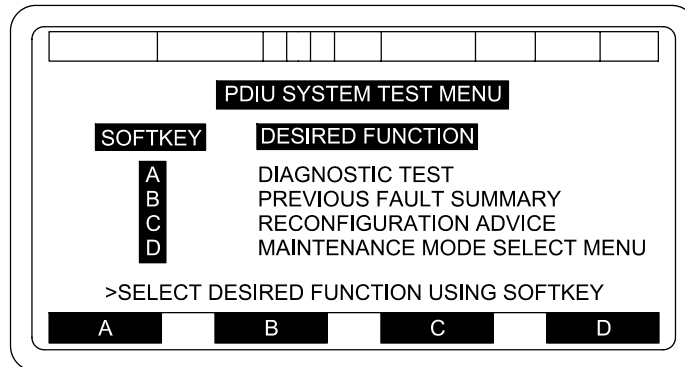 PDIU SYSTEM TEST MENU
SOFTKEY DESIRED FUNCTION
A DIAGNOSTIC TEST
B PREVIOUS FAULT SUMMARY
C RECONFIGURATION ADVICE
D MAINTENANCE MODE SELECT MENU
>SELECT DESIRED FUNCTION USING SOFTKEY
A B C D